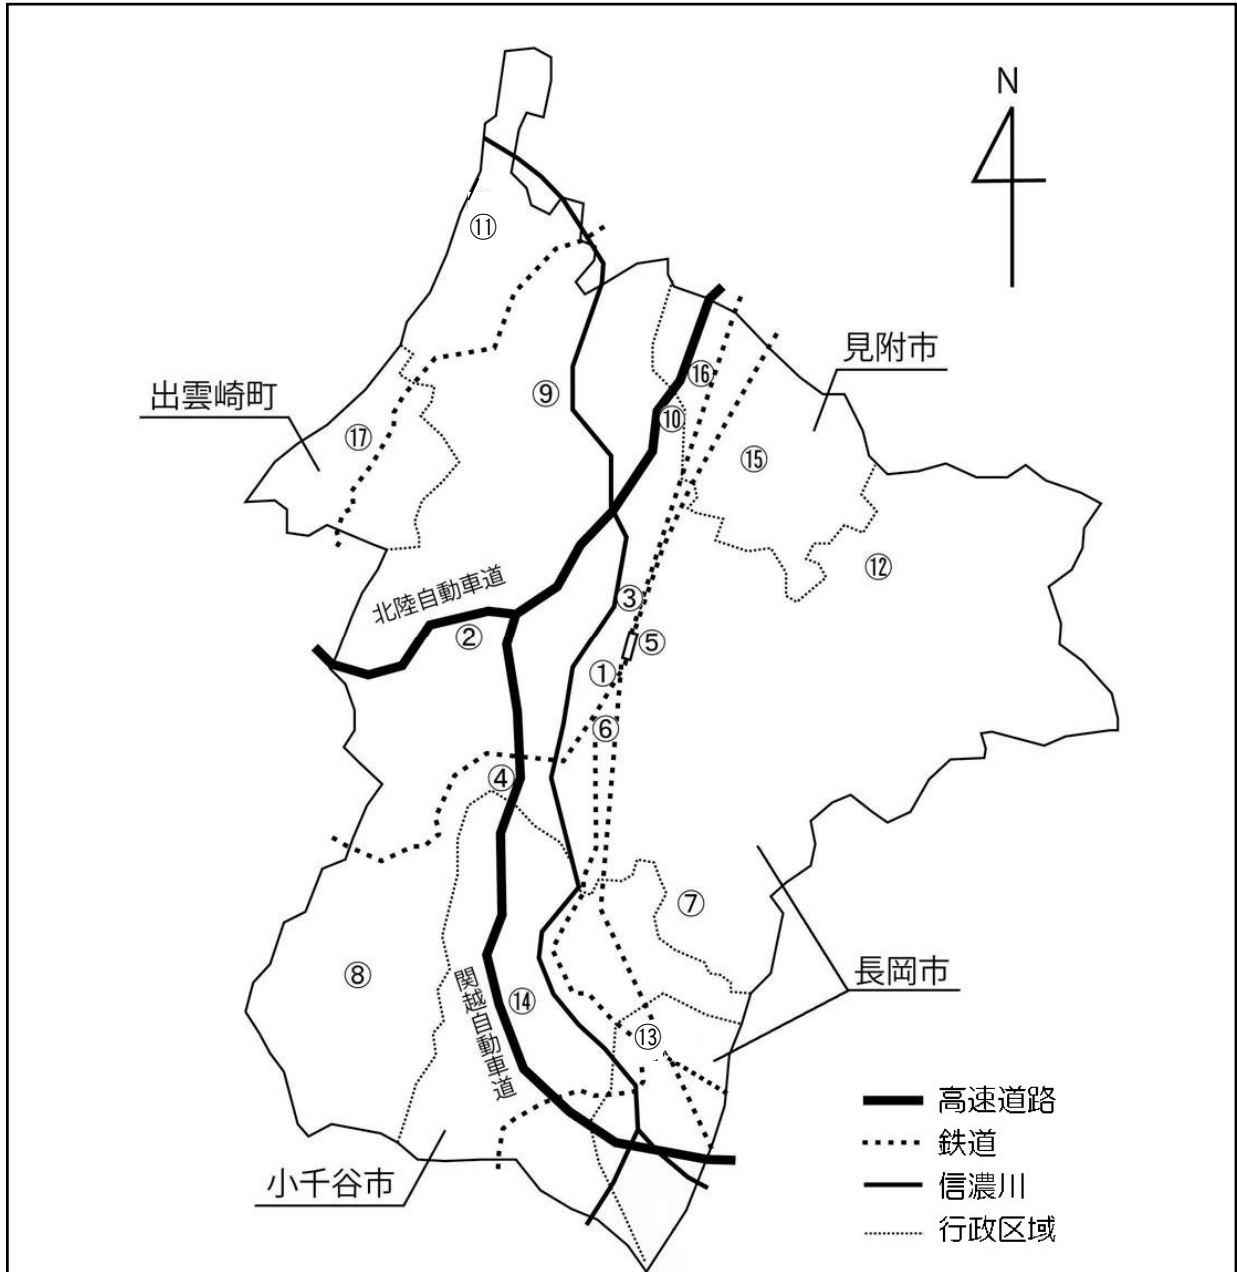 N
⑪
見附市
⑯
出雲崎町
⑨
⑩
⑰
⑮
⑫
北陸自動車道
③
②
⑤
①
⑥
④
⑦
長岡市
⑧
関越自動車道
⑭
⑬
高速道路
鉄道
小千谷市
信濃川
行政区域